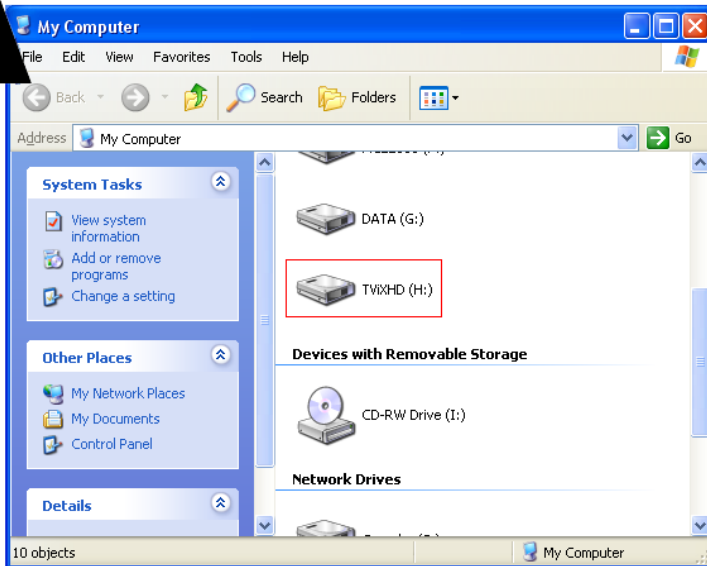 My Computer
File Edit View Favorites Tools Help
Back Search Folders
Address My Computer Go
System Tasks
View system
information
Add or remove
programs
Change a setting
Other Places
My Network Places
My Documents
Control Panel
Details
DATA (G:)
TViXHD (H:)
Devices with Removable Storage
CD-RW Drive (I:)
Network Drives
10 objects My Computer